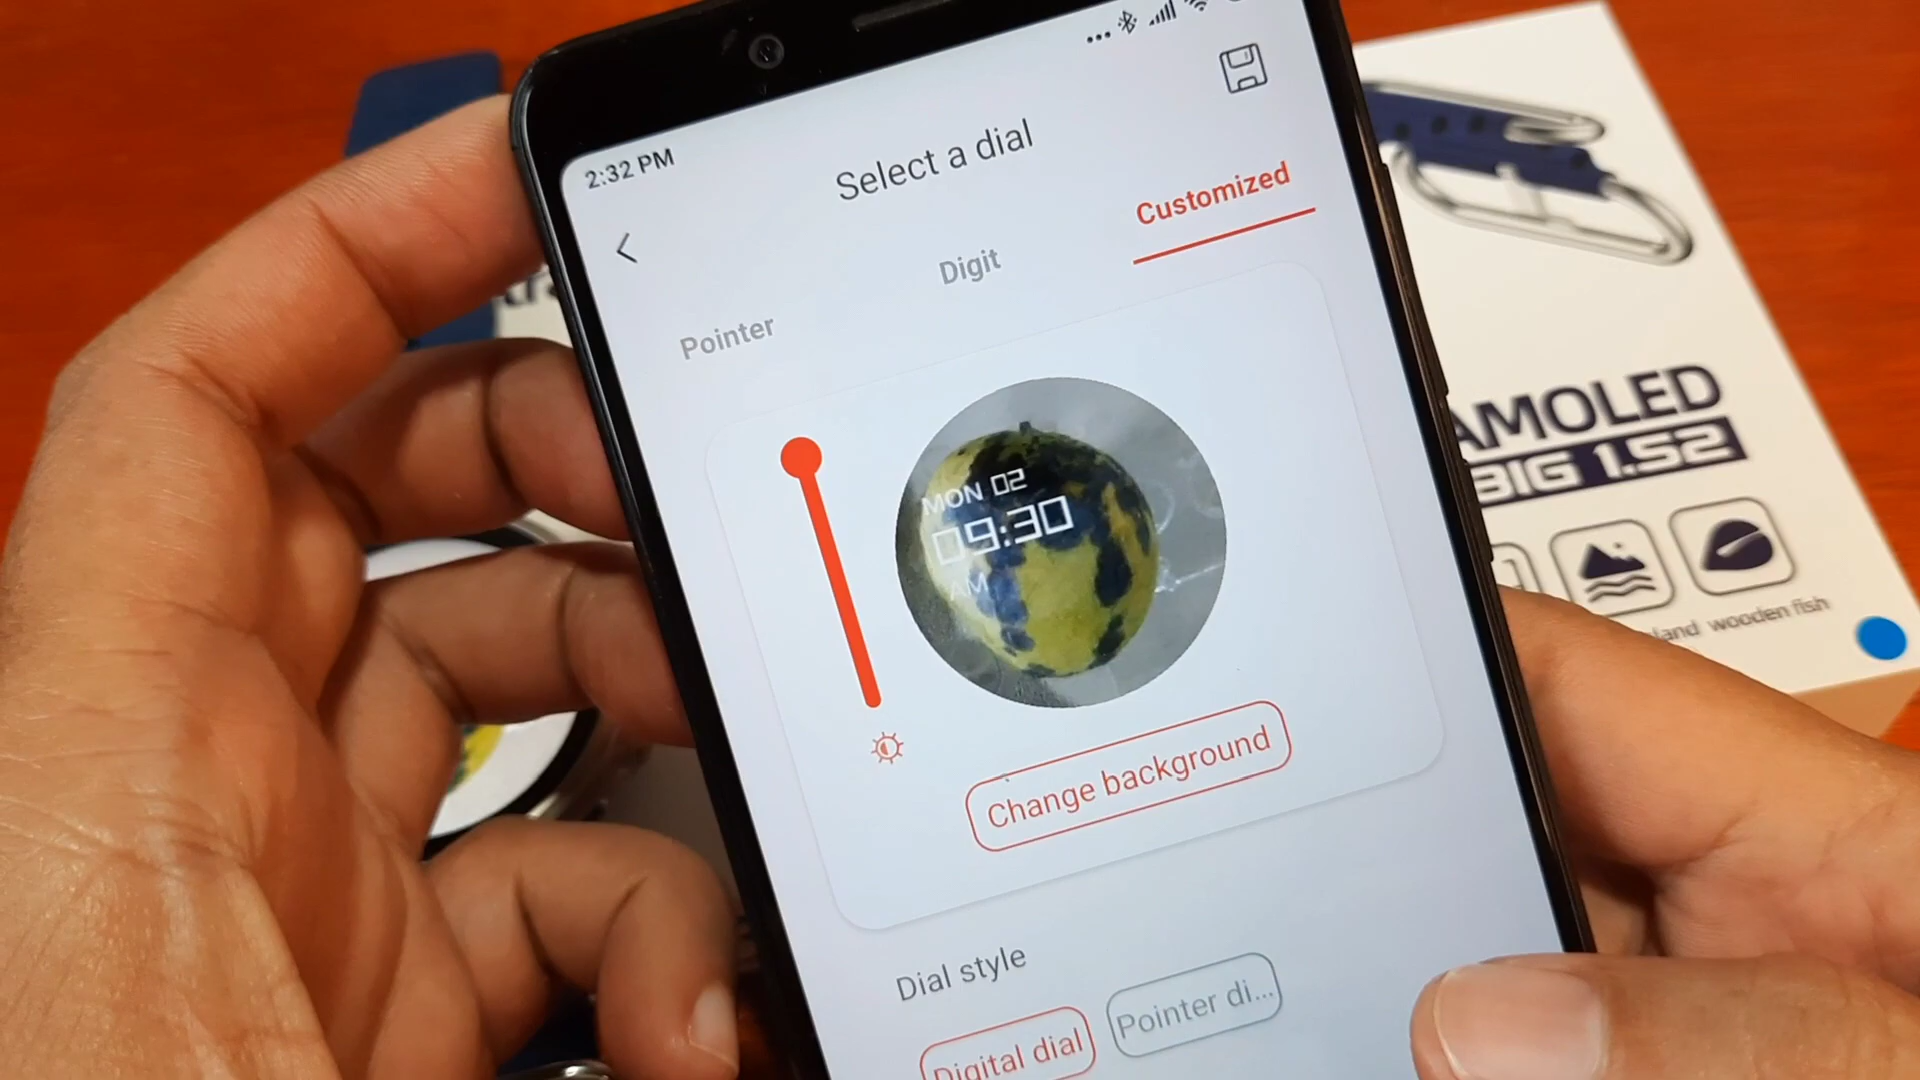 2:32 PM
Select a dial
Pointer
Digit
Customized
MON 02
09:30
AM
Change background
Dial style
Digital dial
Pointer di...
AMOLED
BIG 1.52
land wooden fish